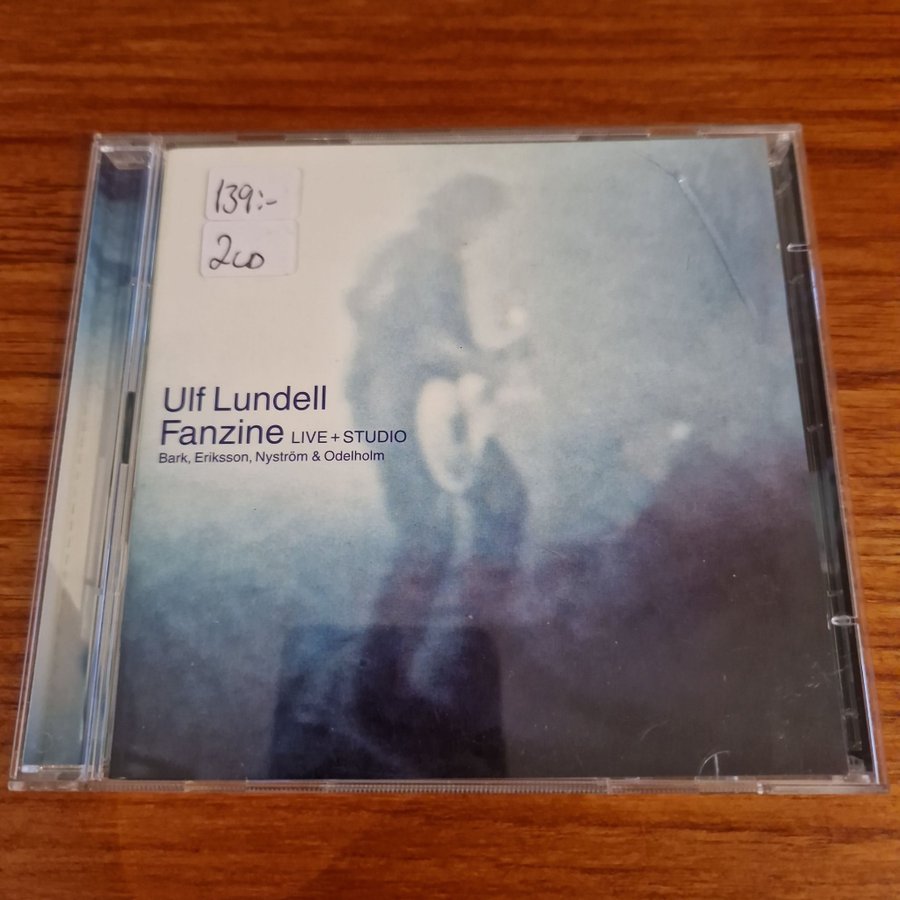 139:-
2CD
Ulf Lundell
Fanzine LIVE + STUDIO
Bark, Eriksson, Nyström & Odelholm